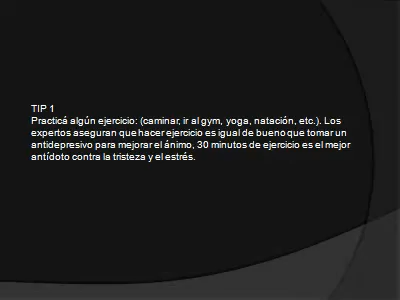 TIP 1
Practicá algún ejercicio: (caminar, ir al gym, yoga, natación, etc.). Los
expertos aseguran que hacer ejercicio es igual de bueno que tomar un
antidepresivo para mejorar el ánimo, 30 minutos de ejercicio es el mejor
antídoto contra la tristeza y el estrés.